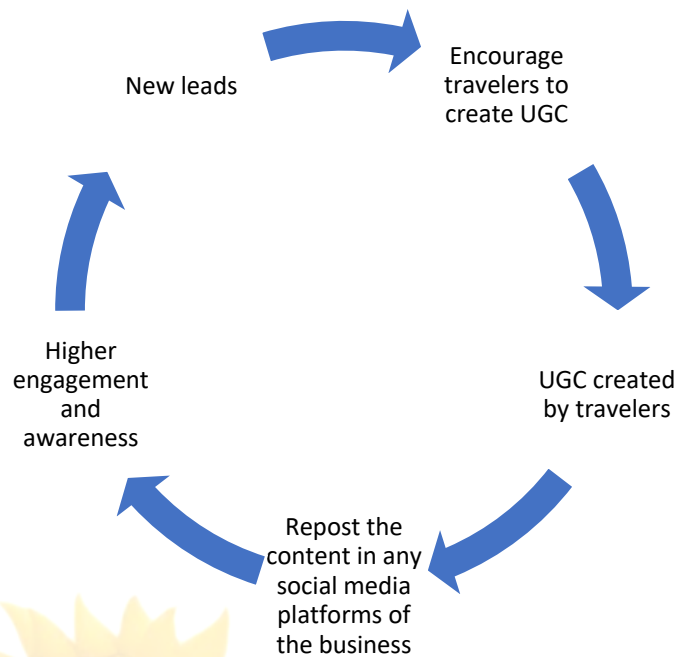 New leads
Encourage
travelers to
create UGC
UGC created
by travelers
Repost the
content in any
social media
platforms of
the business
Higher
engagement
and
awareness